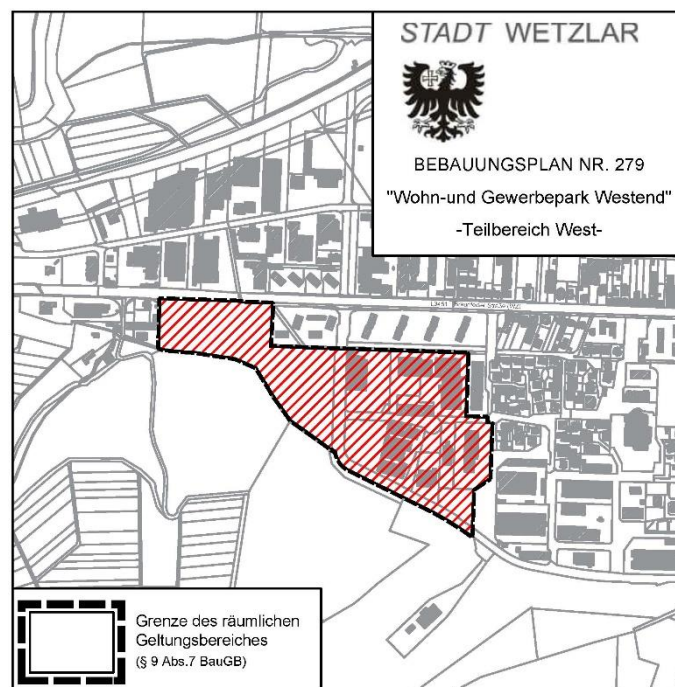 STADT WETZLAR
BEBAUUNGSPLAN NR. 279
"Wohn-und Gewerbepark Westend"
-Teilbereich West-
Grenze des räumlichen
Geltungsbereiches
(§ 9 Abs.7 BauGB)